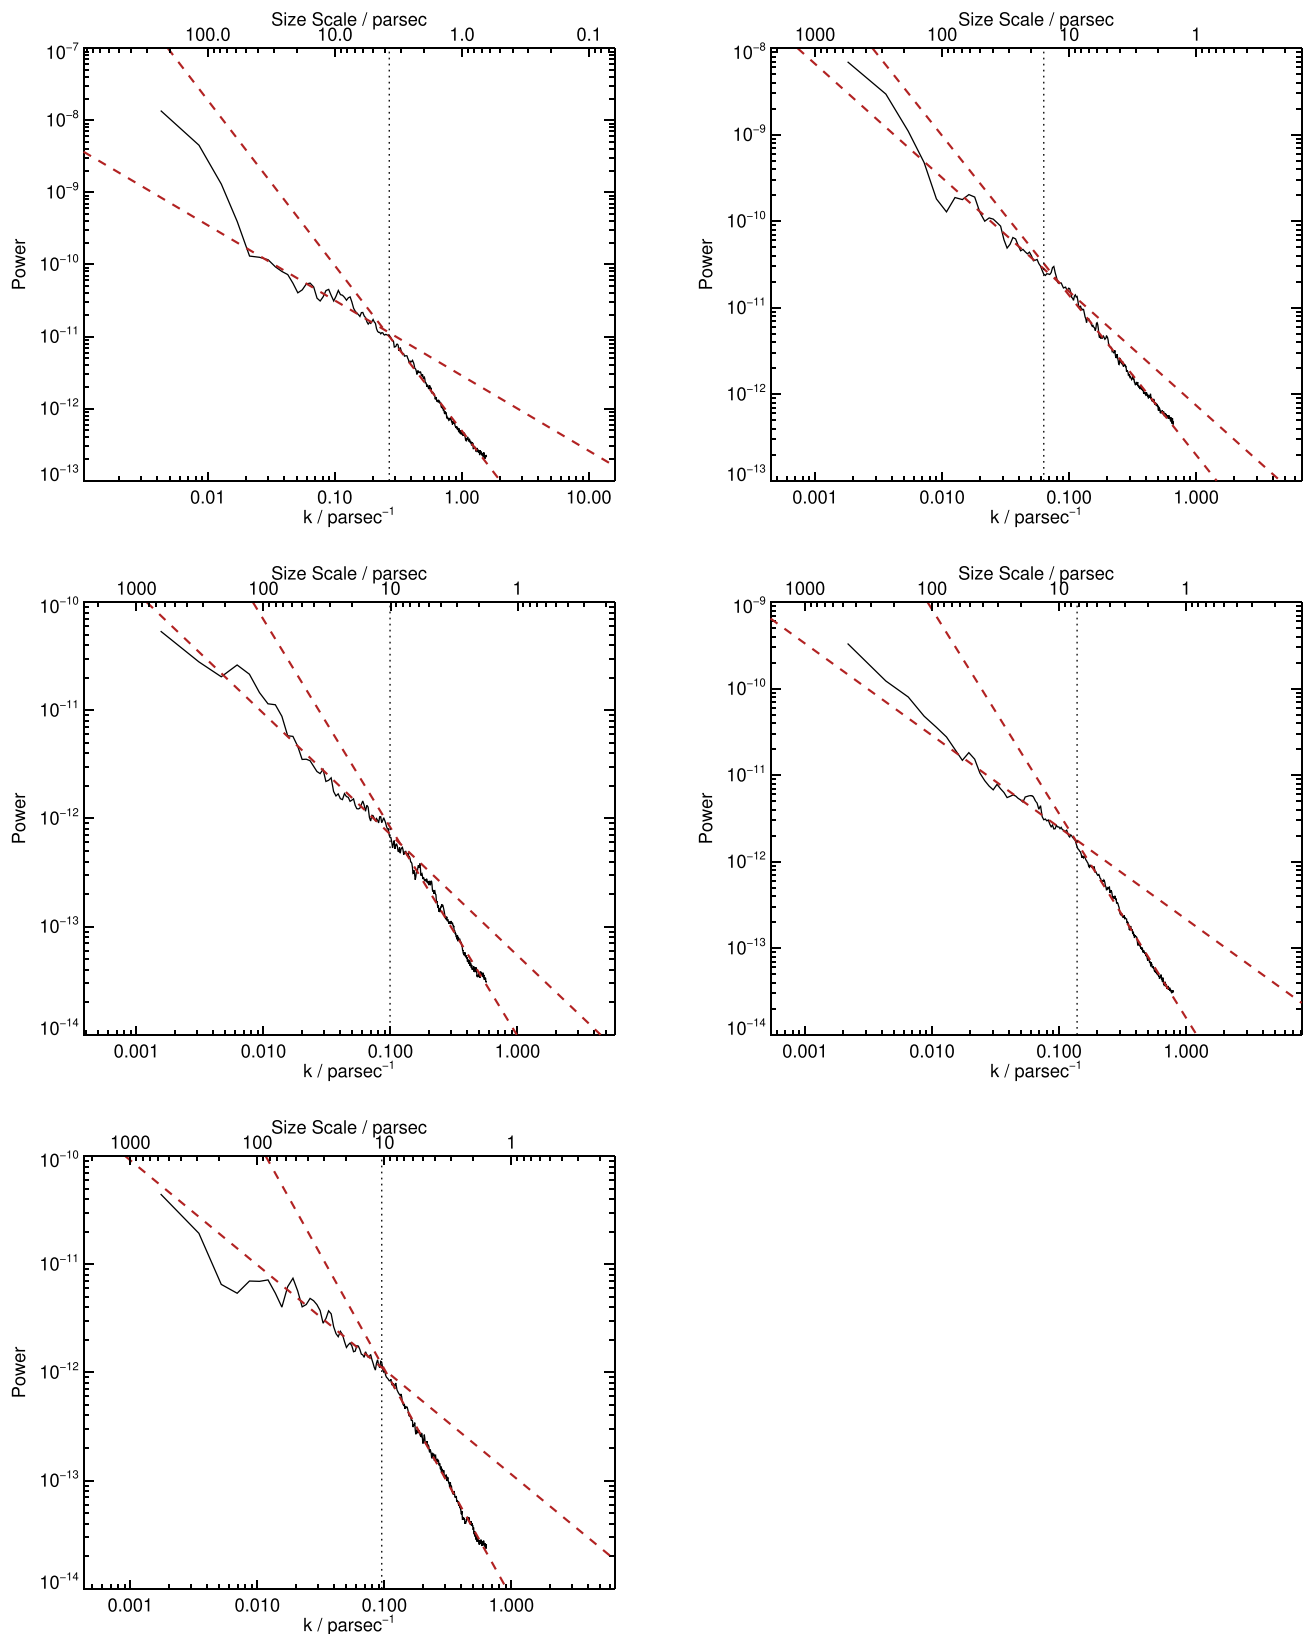 Size Scale / parsec
100.0 10.0 1.0 0.1
10⁻⁷
10⁻⁸
10⁻⁹
10⁻¹⁰
10⁻¹¹
10⁻¹²
10⁻¹³
Power
0.01 0.10 1.00 10.00
k / parsec⁻¹
Size Scale / parsec
1000 100 10 1
10⁻⁸
10⁻⁹
10⁻¹⁰
10⁻¹¹
10⁻¹²
10⁻¹³
Power
0.001 0.010 0.100 1.000
k / parsec⁻¹
Size Scale / parsec
1000 100 10 1
10⁻¹⁰
10⁻¹¹
10⁻¹²
10⁻¹³
10⁻¹⁴
Power
0.001 0.010 0.100 1.000
k / parsec⁻¹
Size Scale / parsec
1000 100 10 1
10⁻⁹
10⁻¹⁰
10⁻¹¹
10⁻¹²
10⁻¹³
10⁻¹⁴
Power
0.001 0.010 0.100 1.000
k / parsec⁻¹
Size Scale / parsec
1000 100 10 1
10⁻¹⁰
10⁻¹¹
10⁻¹²
10⁻¹³
10⁻¹⁴
Power
0.001 0.010 0.100 1.000
k / parsec⁻¹